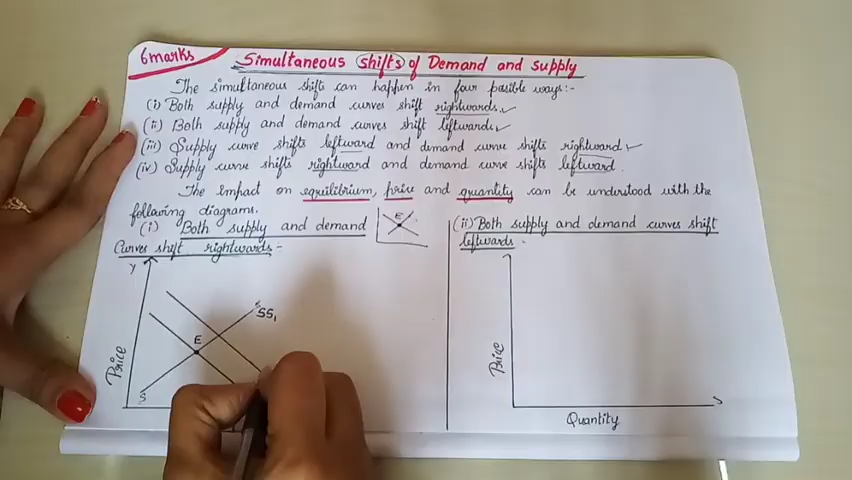 6marks
Simultaneous shifts of Demand and Supply
The simultaneous shifts can happen in four possible ways:-
(i) Both supply and demand curves shift rightwards.
(ii) Both supply and demand curves shift leftwards
(iii) Supply curve shifts leftward and demand curve shifts rightward
(iv) Supply curve shifts rightward and demand curve shifts leftward.
The Impact on equilibrium, price and quantity can be understood with the
following diagrams.
(i) Both supply and demand
Curves shift rightwards:-
E
(ii) Both supply and demand curves shift
leftwards.
Y
Price
S
E
SS1
Price
Quantity